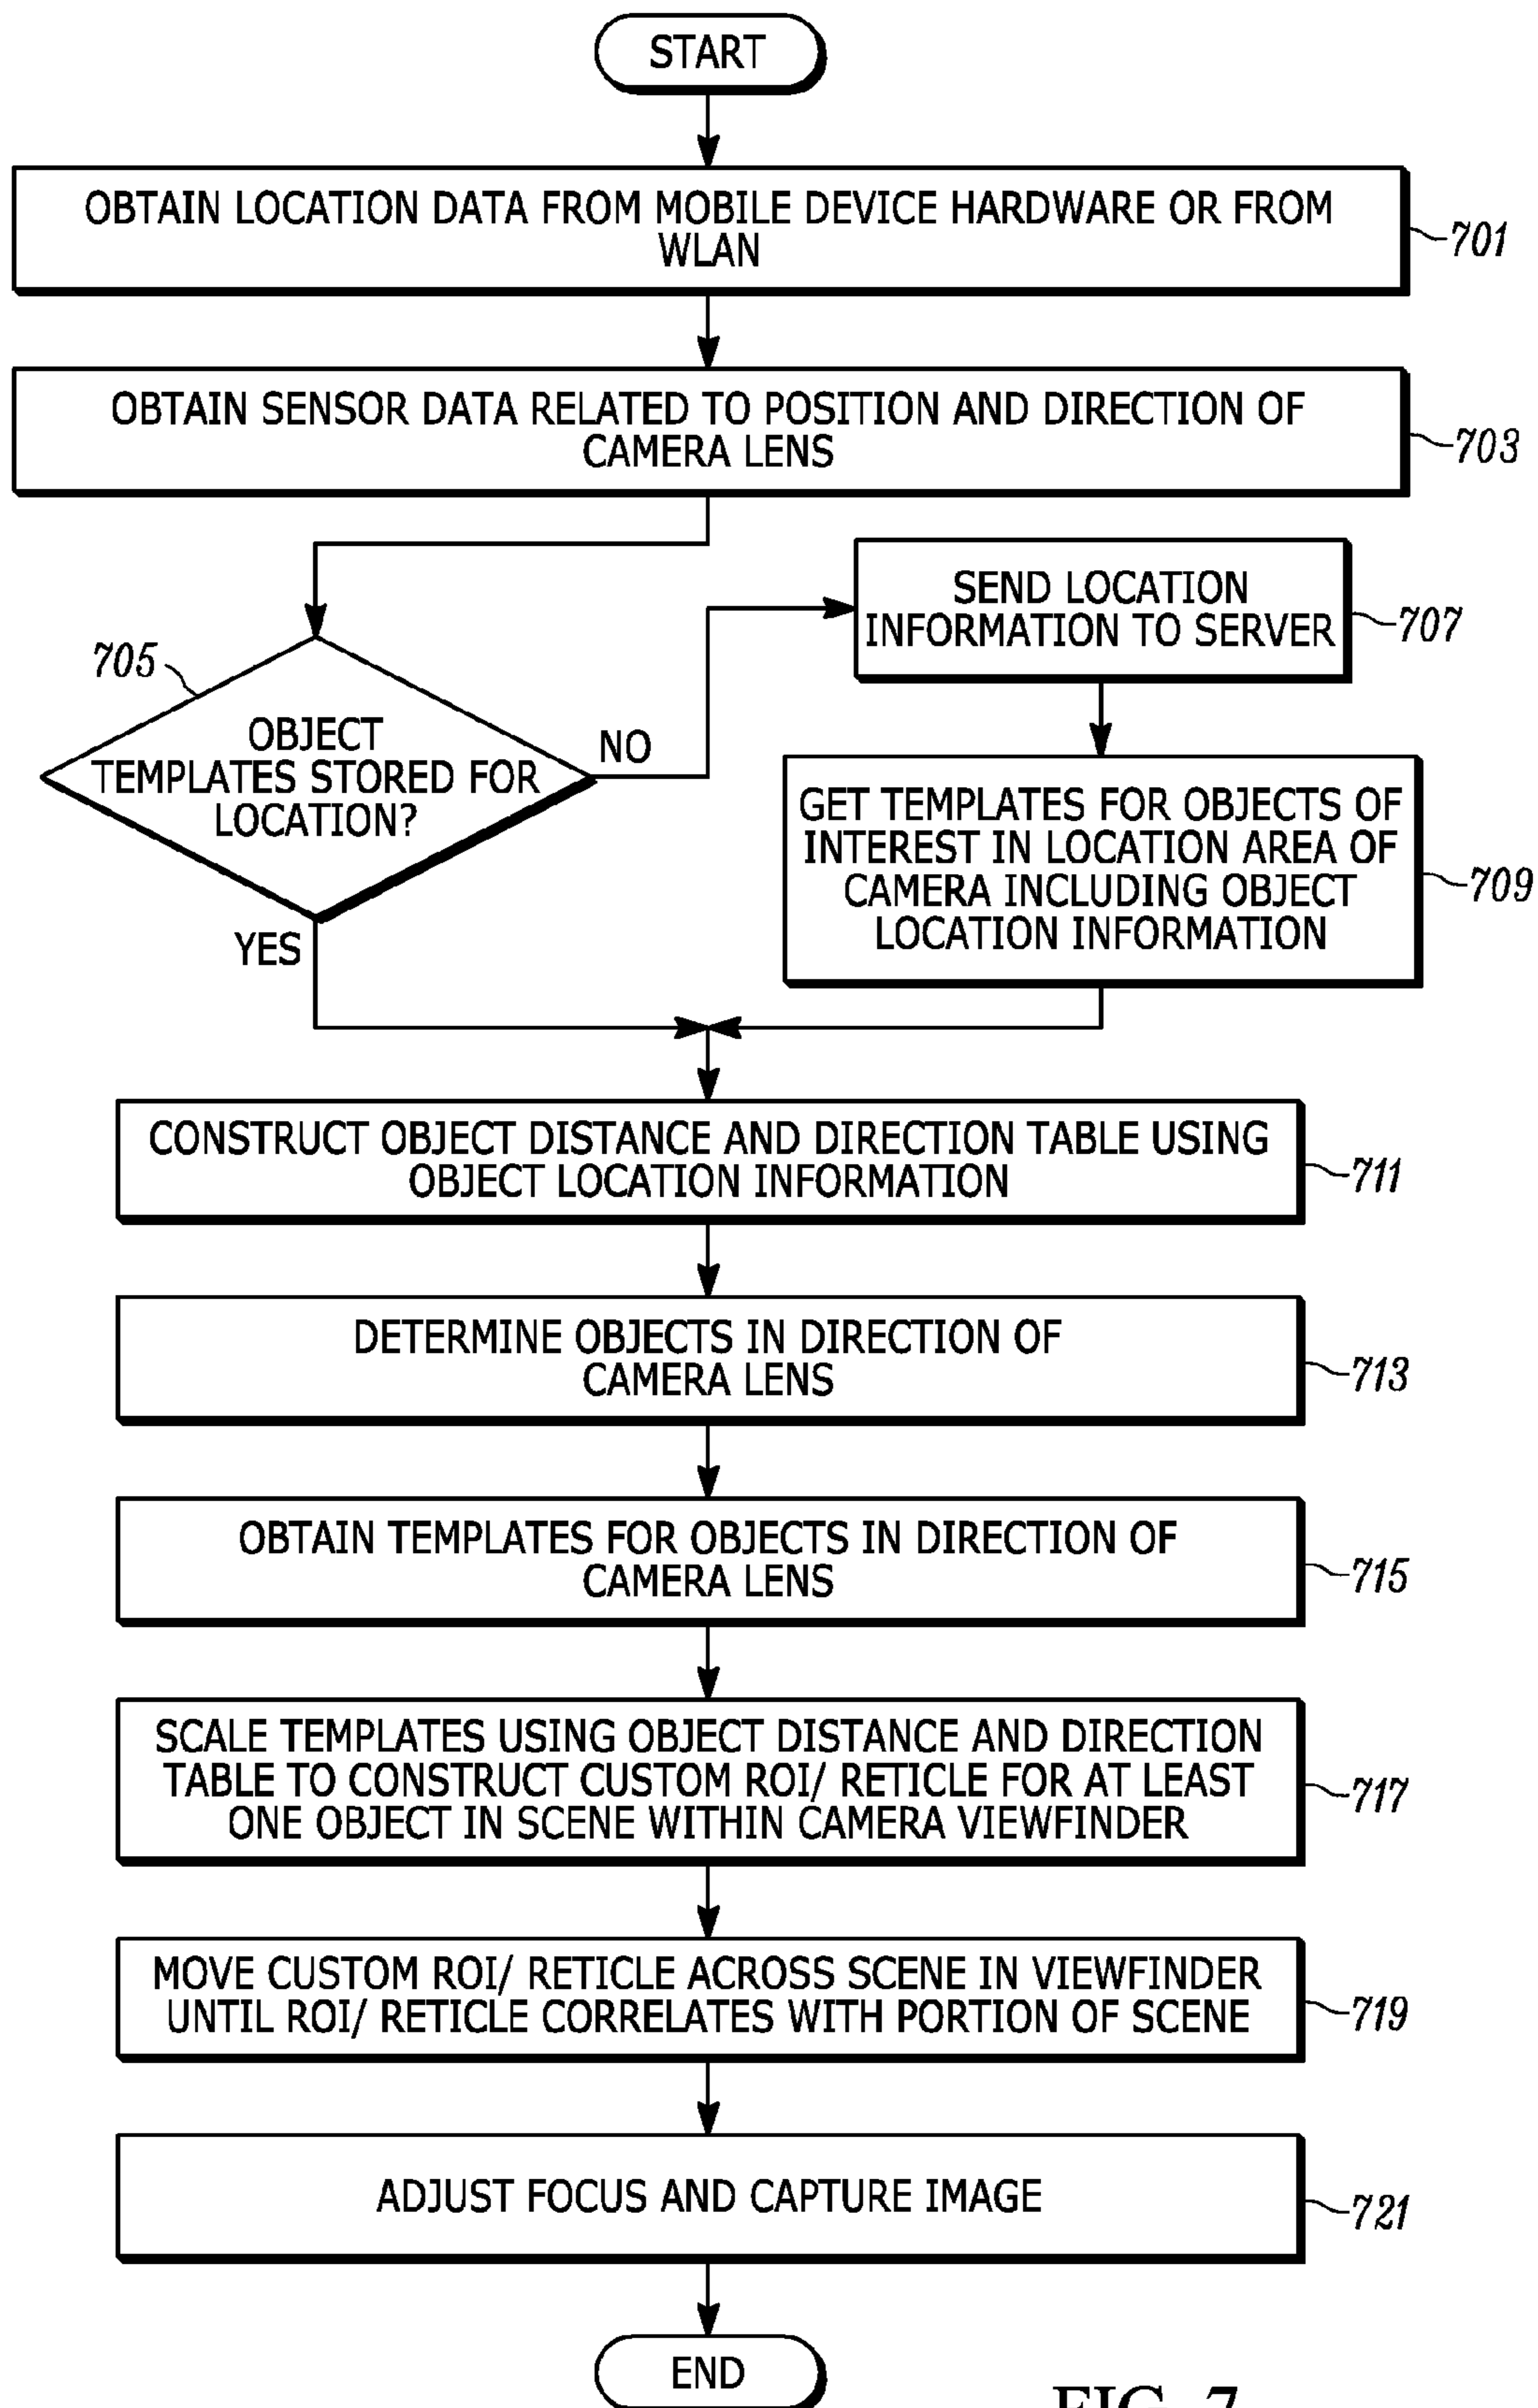 START
OBTAIN LOCATION DATA FROM MOBILE DEVICE HARDWARE OR FROM
WLAN
701
OBTAIN SENSOR DATA RELATED TO POSITION AND DIRECTION OF
CAMERA LENS
703
SEND LOCATION
INFORMATION TO SERVER
707
705
OBJECT
TEMPLATES STORED FOR
LOCATION?
NO
YES
GET TEMPLATES FOR OBJECTS OF
INTEREST IN LOCATION AREA OF
CAMERA INCLUDING OBJECT
LOCATION INFORMATION
709
CONSTRUCT OBJECT DISTANCE AND DIRECTION TABLE USING
OBJECT LOCATION INFORMATION
711
DETERMINE OBJECTS IN DIRECTION OF
CAMERA LENS
713
OBTAIN TEMPLATES FOR OBJECTS IN DIRECTION OF
CAMERA LENS
715
SCALE TEMPLATES USING OBJECT DISTANCE AND DIRECTION
TABLE TO CONSTRUCT CUSTOM ROI/ RETICLE FOR AT LEAST
ONE OBJECT IN SCENE WITHIN CAMERA VIEWFINDER
717
MOVE CUSTOM ROI/ RETICLE ACROSS SCENE IN VIEWFINDER
UNTIL ROI/ RETICLE CORRELATES WITH PORTION OF SCENE
719
ADJUST FOCUS AND CAPTURE IMAGE
721
END
FIG. 7